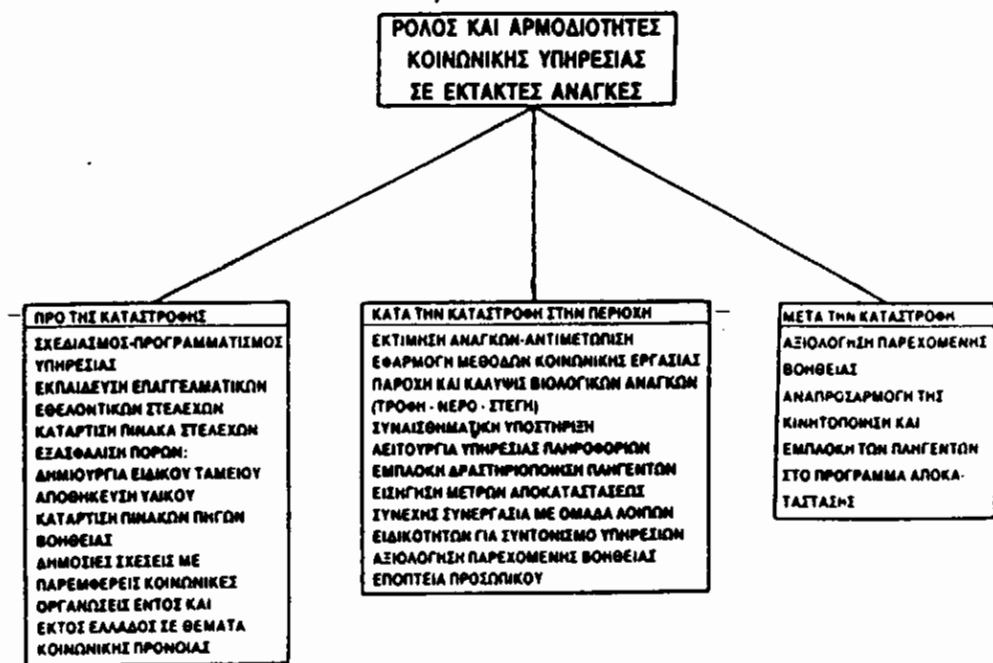 ΡΟΛΟΣ ΚΑΙ ΑΡΜΟΔΙΟΤΗΤΕΣ
ΚΟΙΝΩΝΙΚΗΣ ΥΠΗΡΕΣΙΑΣ
ΣΕ ΕΚΤΑΚΤΕΣ ΑΝΑΓΚΕΣ
ΠΡΟ ΤΗΣ ΚΑΤΑΣΤΡΟΦΗΣ
ΣΧΕΔΙΑΣΜΟΣ-ΠΡΟΓΡΑΜΜΑΤΙΣΜΟΣ
ΥΠΗΡΕΣΙΑΣ
ΕΚΠΑΙΔΕΥΣΗ ΕΠΑΓΓΕΛΜΑΤΙΚΩΝ
ΕΘΕΛΟΝΤΙΚΩΝ ΣΤΕΛΕΧΩΝ
ΚΑΤΑΡΤΙΣΗ ΠΙΝΑΚΑ ΣΤΕΛΕΧΩΝ
ΕΞΑΣΦΑΛΙΣΗ ΠΟΡΩΝ:
ΔΗΜΙΟΥΡΓΙΑ ΕΙΔΙΚΟΥ ΤΑΜΕΙΟΥ
ΑΠΟΘΗΚΕΥΣΗ ΥΛΙΚΟΥ
ΚΑΤΑΡΤΙΣΗ ΠΙΝΑΚΩΝ ΠΗΓΩΝ
ΒΟΗΘΕΙΑΣ
ΔΗΜΟΣΙΕΣ ΣΧΕΣΕΙΣ ΜΕ
ΠΑΡΕΜΦΕΡΕΙΣ ΚΟΙΝΩΝΙΚΕΣ
ΟΡΓΑΝΩΣΕΙΣ ΕΝΤΟΣ ΚΑΙ
ΕΚΤΟΣ ΕΛΛΑΔΟΣ ΣΕ ΘΕΜΑΤΑ
ΚΟΙΝΩΝΙΚΗΣ ΠΡΟΝΟΙΑΣ
ΚΑΤΑ ΤΗΝ ΚΑΤΑΣΤΡΟΦΗ ΣΤΗΝ ΠΕΡΙΟΧΗ
ΕΚΤΙΜΗΣΗ ΑΝΑΓΚΩΝ-ΑΝΤΙΜΕΤΩΠΙΣΗ
ΕΦΑΡΜΟΓΗ ΜΕΘΟΔΩΝ ΚΟΙΝΩΝΙΚΗΣ ΕΡΓΑΣΙΑΣ
ΠΑΡΟΧΗ ΚΑΙ ΚΑΛΥΨΙΣ ΒΙΟΛΟΓΙΚΩΝ ΑΝΑΓΚΩΝ
(ΤΡΟΦΗ - ΝΕΡΟ - ΣΤΕΓΗ)
ΣΥΝΑΙΣΘΗΜΑΤΙΚΗ ΥΠΟΣΤΗΡΙΞΗ
ΛΕΙΤΟΥΡΓΙΑ ΥΠΗΡΕΣΙΑΣ ΠΛΗΡΟΦΟΡΙΩΝ
ΕΜΠΛΟΚΗ ΔΡΑΣΤΗΡΙΟΠΟΙΗΣΗ ΠΛΗΓΕΝΤΩΝ
ΕΙΣΗΓΗΣΗ ΜΕΤΡΩΝ ΑΠΟΚΑΤΑΣΤΑΣΕΩΣ
ΣΥΝΕΧΗΣ ΣΥΝΕΡΓΑΣΙΑ ΜΕ ΟΜΑΔΑ ΛΟΙΠΩΝ
ΕΙΔΙΚΟΤΗΤΩΝ ΓΙΑ ΣΥΝΤΟΝΙΣΜΟ ΥΠΗΡΕΣΙΩΝ
ΑΞΙΟΛΟΓΗΣΗ ΠΑΡΕΧΟΜΕΝΗΣ ΒΟΗΘΕΙΑΣ
ΕΠΟΠΤΕΙΑ ΠΡΟΣΩΠΙΚΟΥ
ΜΕΤΑ ΤΗΝ ΚΑΤΑΣΤΡΟΦΗ
ΑΞΙΟΛΟΓΗΣΗ ΠΑΡΕΧΟΜΕΝΗΣ
ΒΟΗΘΕΙΑΣ
ΑΝΑΠΡΟΣΑΡΜΟΓΗ ΤΗΣ
ΚΙΝΗΤΟΠΟΙΗΣΗ ΚΑΙ
ΕΜΠΛΟΚΗ ΤΩΝ ΠΛΗΓΕΝΤΩΝ
ΣΤΟ ΠΡΟΓΡΑΜΜΑ ΑΠΟΚΑ-
ΤΑΣΤΑΣΗΣ